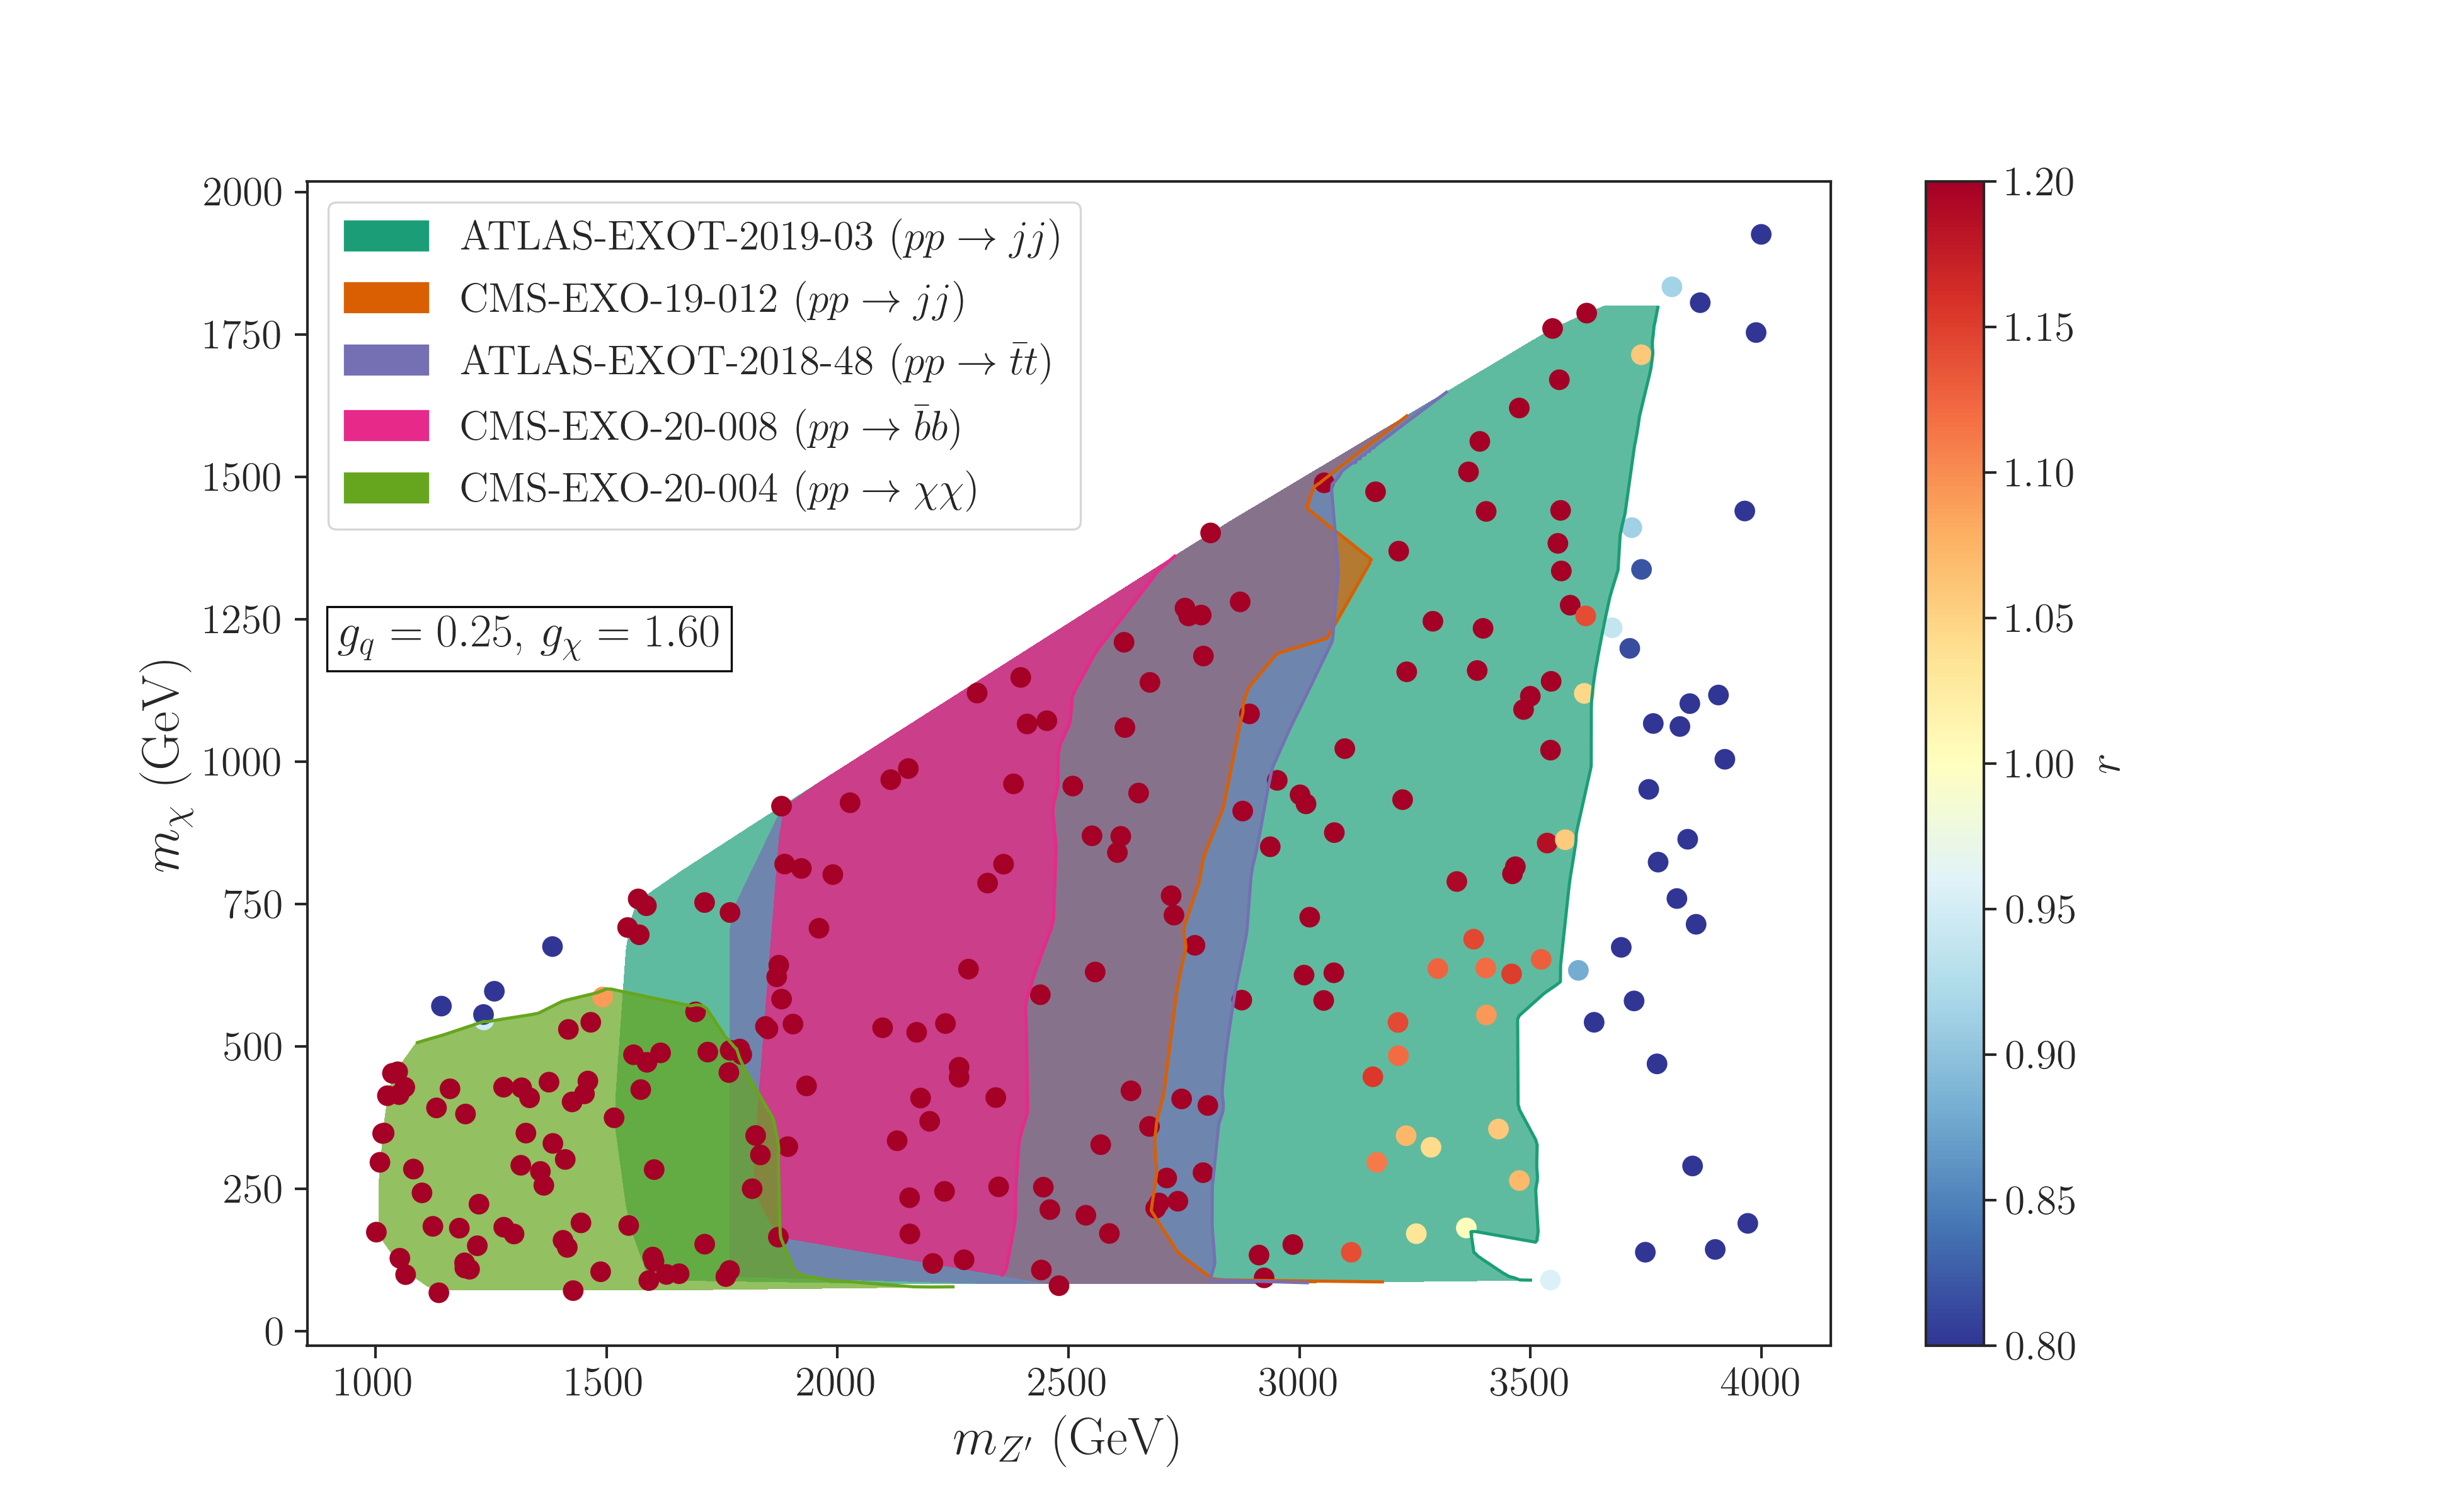 2000
1750
1500
1250
1000
750
500
250
0
m_χ (GeV)
ATLAS-EXOT-2019-03 (pp → jj)
CMS-EXO-19-012 (pp → jj)
ATLAS-EXOT-2018-48 (pp → t̄t)
CMS-EXO-20-008 (pp → b̄b)
CMS-EXO-20-004 (pp → χχ)
g_q = 0.25, g_χ = 1.60
1000 1500 2000 2500 3000 3500 4000
m_Z′ (GeV)
1.20
1.15
1.10
1.05
1.00
0.95
0.90
0.85
0.80
r